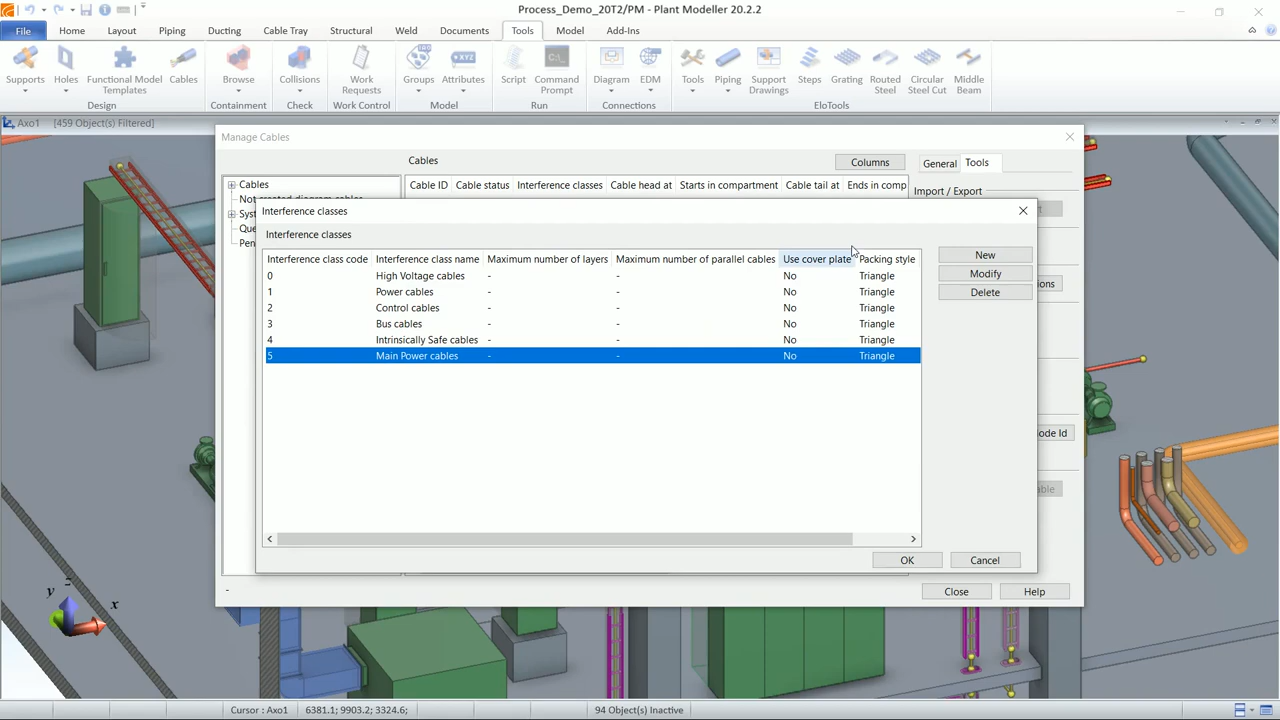 Process_Demo_20T2/PM - Plant Modeller 20.2.2
File Home Layout Piping Ducting Cable Tray Structural Weld Documents Tools Model Add-Ins
Supports Holes Functional Model Templates Cables Browse Collisions Work Requests Groups Attributes Script Command Prompt Diagram EDM Tools Piping Support Drawings Steps Grating Routed Steel Circular Steel Cut Middle Beam
Design Containment Check Work Control Model Run Connections EloTools
Axo1 [459 Object(s) Filtered]
Manage Cables
Cables Columns General Tools
Cables Cable ID Cable status Interference classes Cable head at Starts in compartment Cable tail at Ends in comp Import / Export
Interference classes
Interference classes
Interference class code Interference class name Maximum number of layers Maximum number of parallel cables Use cover plate Packing style New
0 High Voltage cables - - No Triangle Modify
1 Power cables - - No Triangle Delete
2 Control cables - - No Triangle
3 Bus cables - - No Triangle
4 Intrinsically Safe cables - - No Triangle
5 Main Power cables - - No Triangle
ode Id
OK Cancel
- Close Help
x y z
Cursor : Axo1 6381.1; 9903.2; 3324.6; 94 Object(s) Inactive